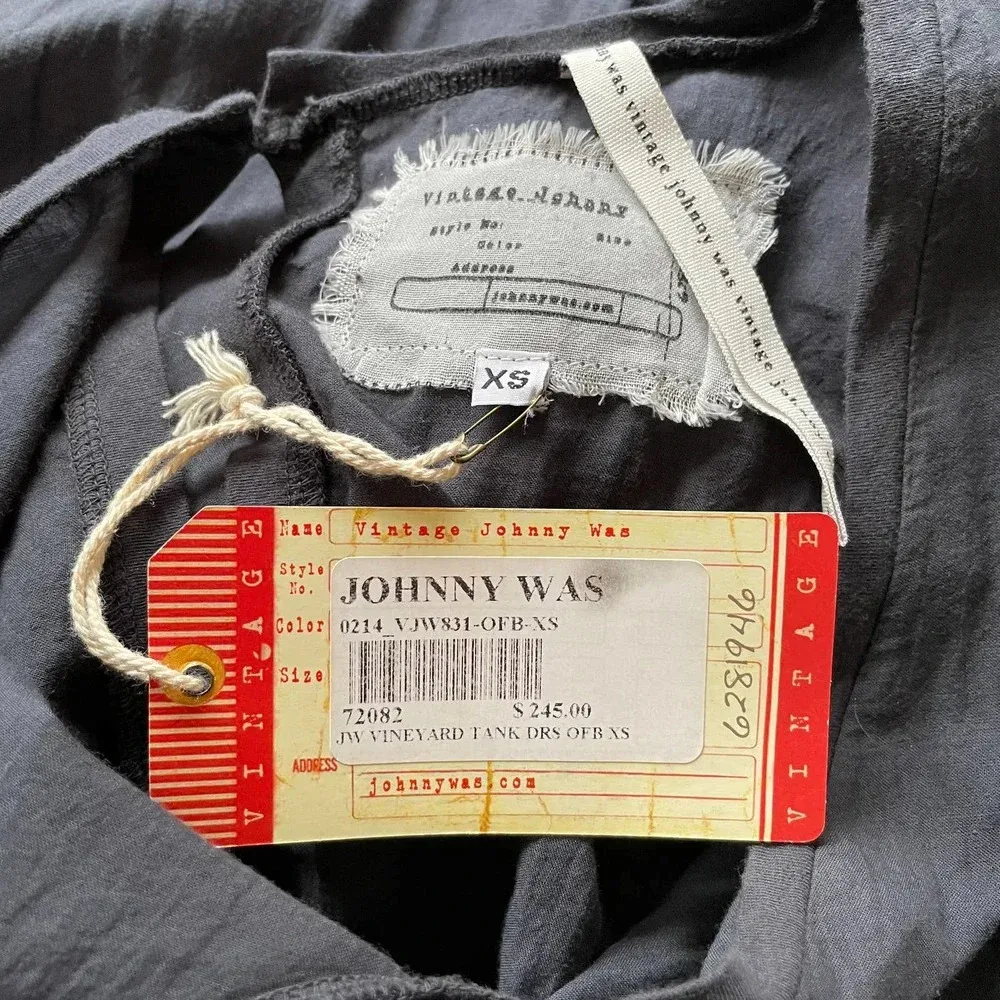 was vintage johnny was vintage
Vintage Johnny
Style No:
Size
Color
Address
johnnywas.com
XS
VINTAGE
Name Vintage Johnny Was
Style
No.
Color
Size
JOHNNY WAS
0214_VJW831-OFB-XS
72082 $ 245.00
JW VINEYARD TANK DRS OFB XS
6289946
ADDRESS
johnnywas.com
VINTAGE